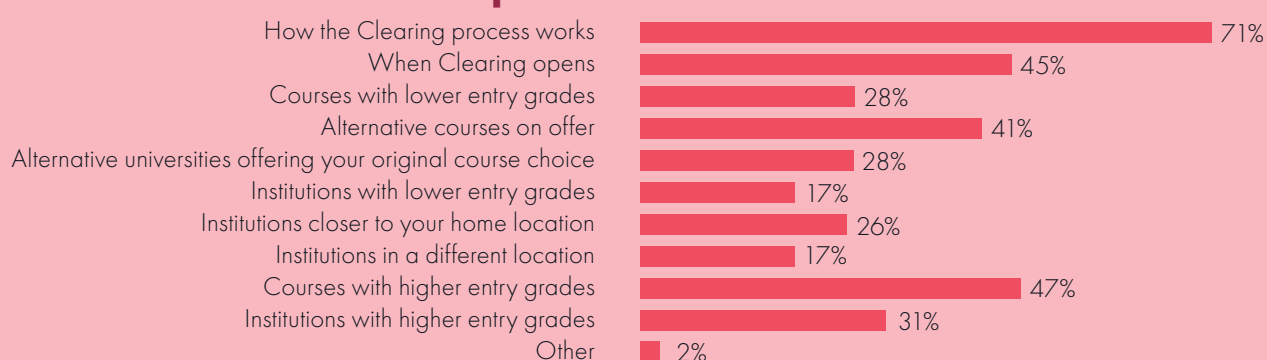 How the Clearing process works 71%
When Clearing opens 45%
Courses with lower entry grades 28%
Alternative courses on offer 41%
Alternative universities offering your original course choice 28%
Institutions with lower entry grades 17%
Institutions closer to your home location 26%
Institutions in a different location 17%
Courses with higher entry grades 47%
Institutions with higher entry grades 31%
Other 2%